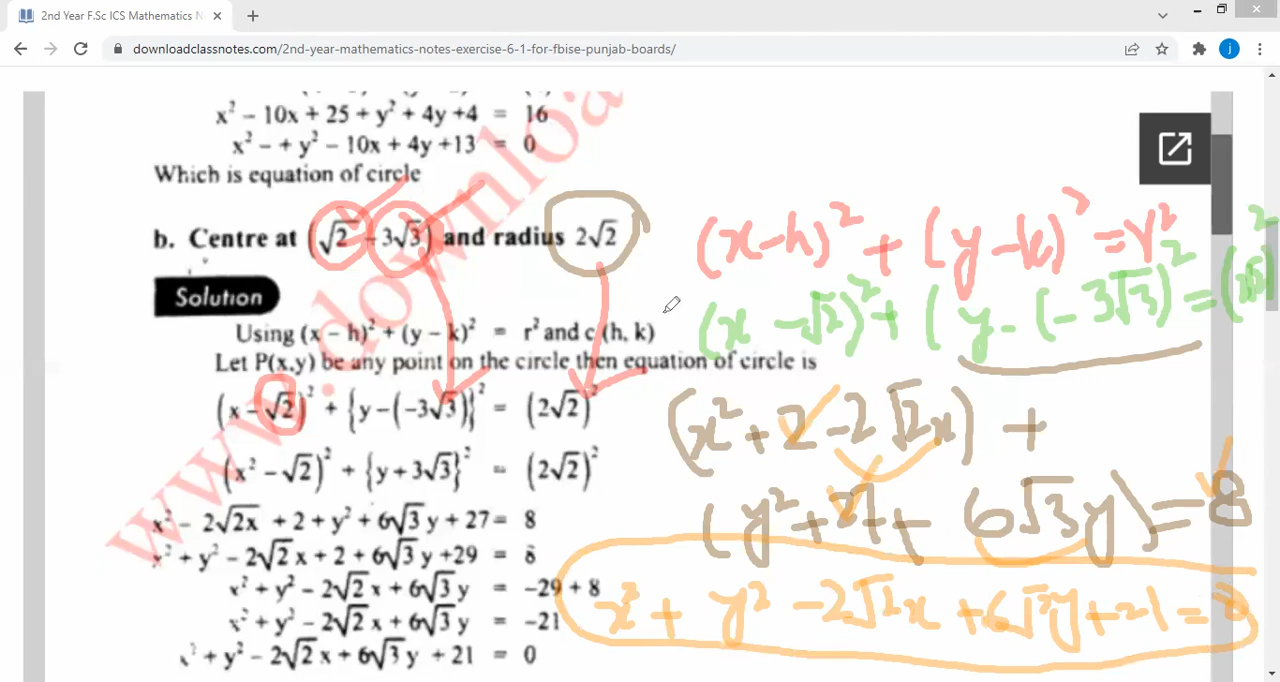 2nd Year F.Sc ICS Mathematics N
downloadclassnotes.com/2nd-year-mathematics-notes-exercise-6-1-for-fbise-punjab-boards/
j
x² − 10x + 25 + y² + 4y +4 = 16
x² − + y² − 10x + 4y +13 = 0
Which is equation of circle
b. Centre at (√2 − 3√3) and radius 2√2
Solution
Using (x − h)² + (y − k)² = r² and c (h, k)
Let P(x,y) be any point on the circle then equation of circle is
(x − √2)² + {y −(−3√3)}² = (2√2)²
(x² − √2)² + {y + 3√3}² = (2√2)²
x² − 2√2x + 2 + y² + 6√3 y + 27 = 8
x² + y² − 2√2 x + 2 + 6√3 y +29 = 8
x² + y² − 2√2 x + 6√3 y = −29 + 8
x² + y² − 2√2 x + 6√3 y = −21
x² + y² − 2√2 x + 6√3 y + 21 = 0
www.downloa
(x−h)² + (y−k)² = r²
(x − √2)² + ( y − (−3√3)² =
(x² + 2 − 2√2x) +
(y² + 27 + 6√3y) = 8
x² + y² − 2√2x + 6√3y + 21 = 0